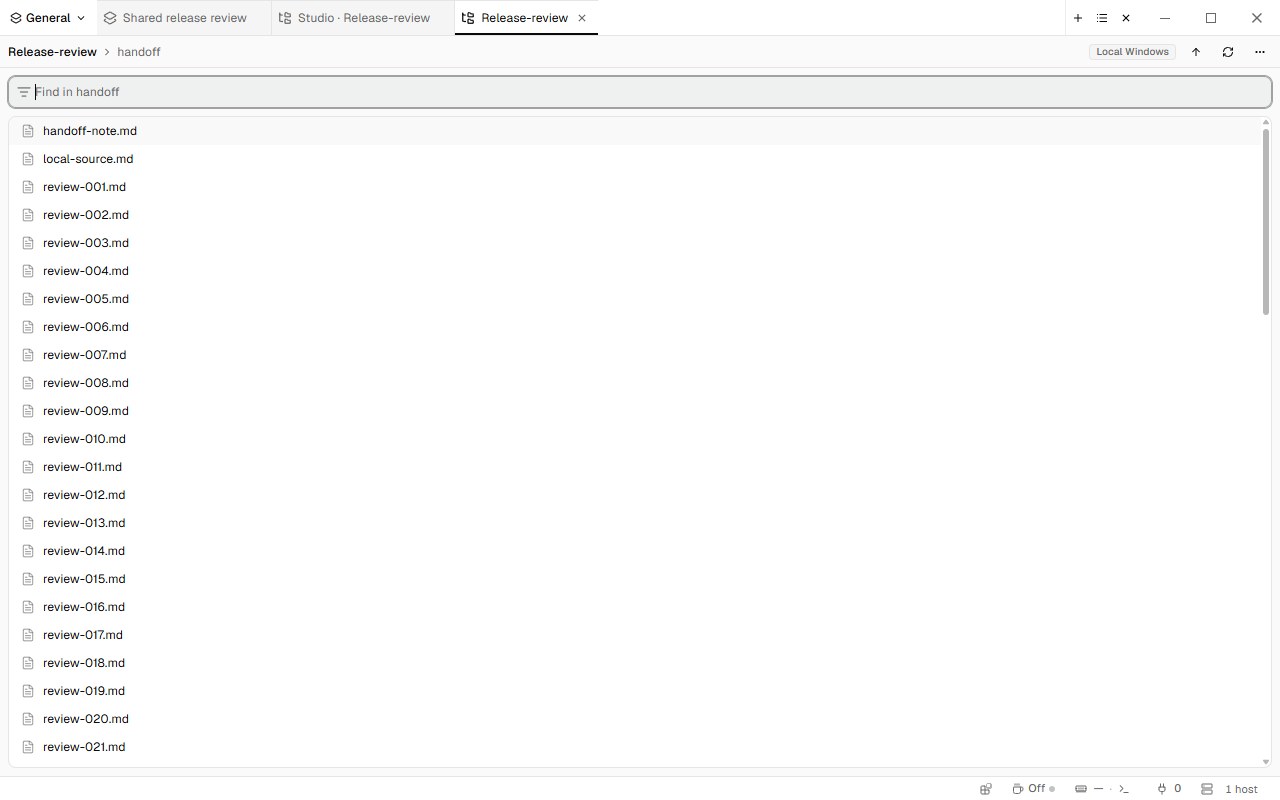 General
Shared release review
Studio · Release-review
Release-review
Release-review > handoff
Local Windows
Find in handoff
handoff-note.md
local-source.md
review-001.md
review-002.md
review-003.md
review-004.md
review-005.md
review-006.md
review-007.md
review-008.md
review-009.md
review-010.md
review-011.md
review-012.md
review-013.md
review-014.md
review-015.md
review-016.md
review-017.md
review-018.md
review-019.md
review-020.md
review-021.md
Off
— ·
0
1 host